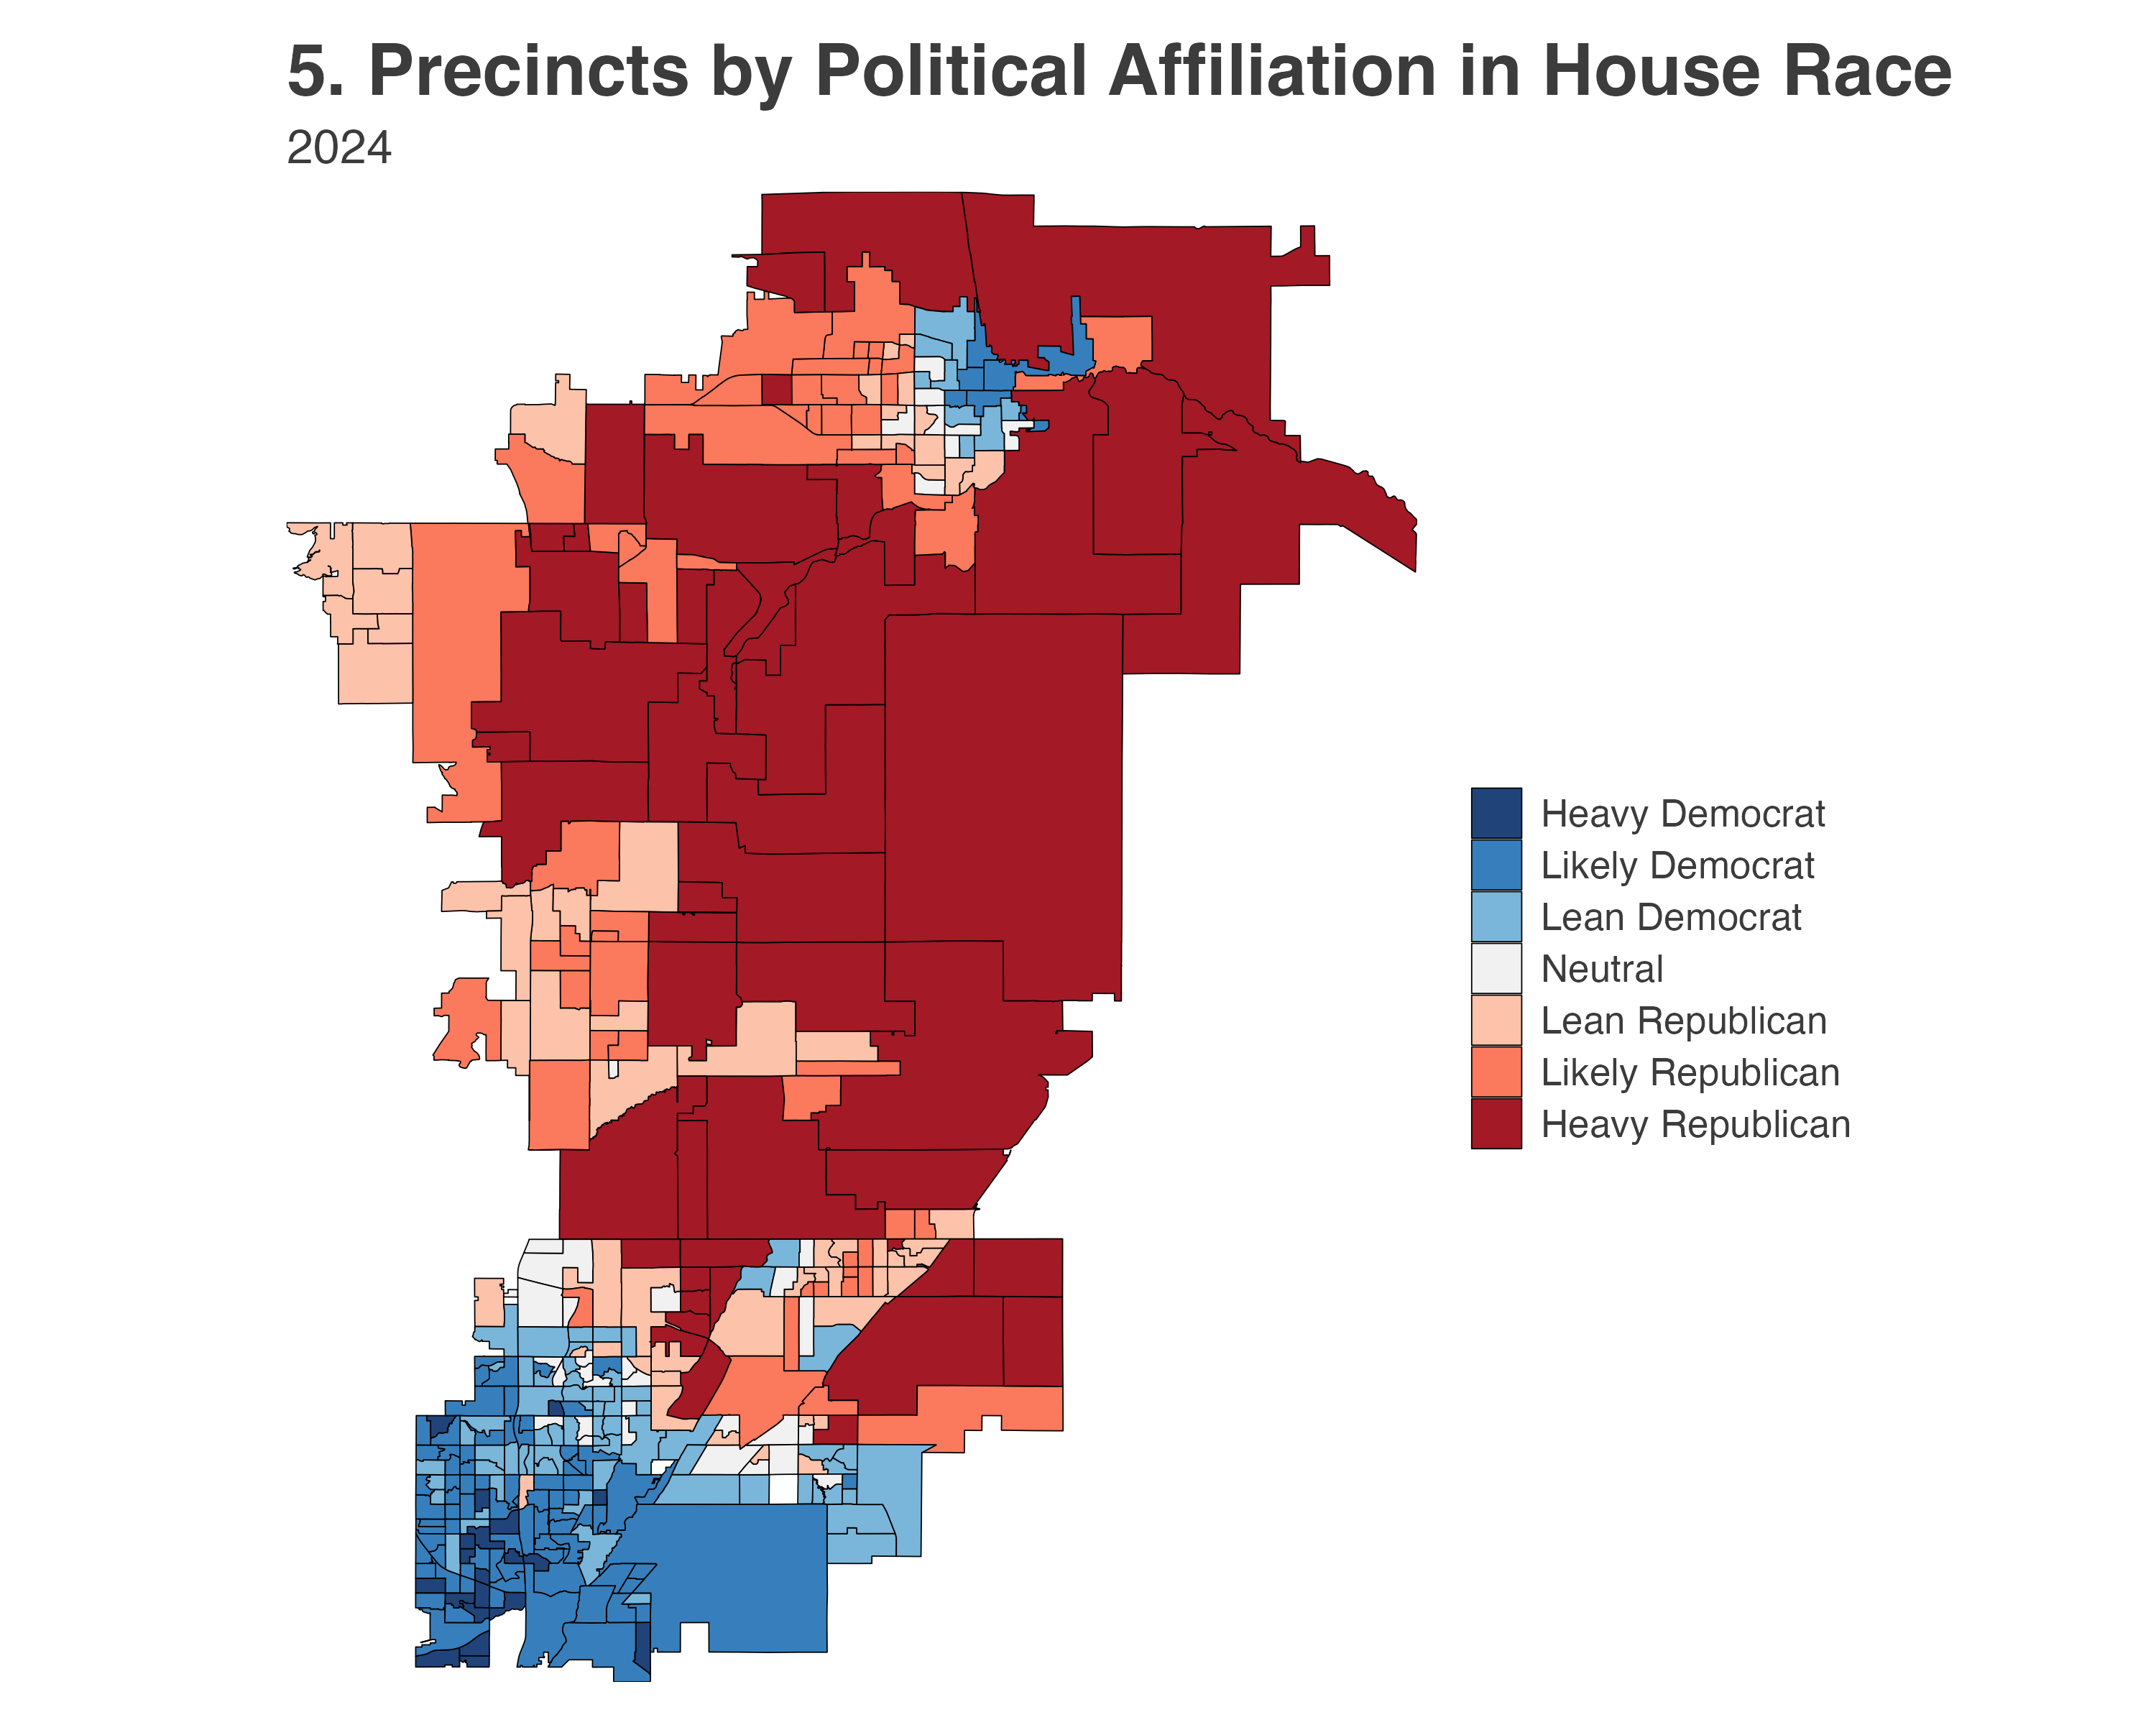 5. Precincts by Political Affiliation in House Race
2024
Heavy Democrat
Likely Democrat
Lean Democrat
Neutral
Lean Republican
Likely Republican
Heavy Republican